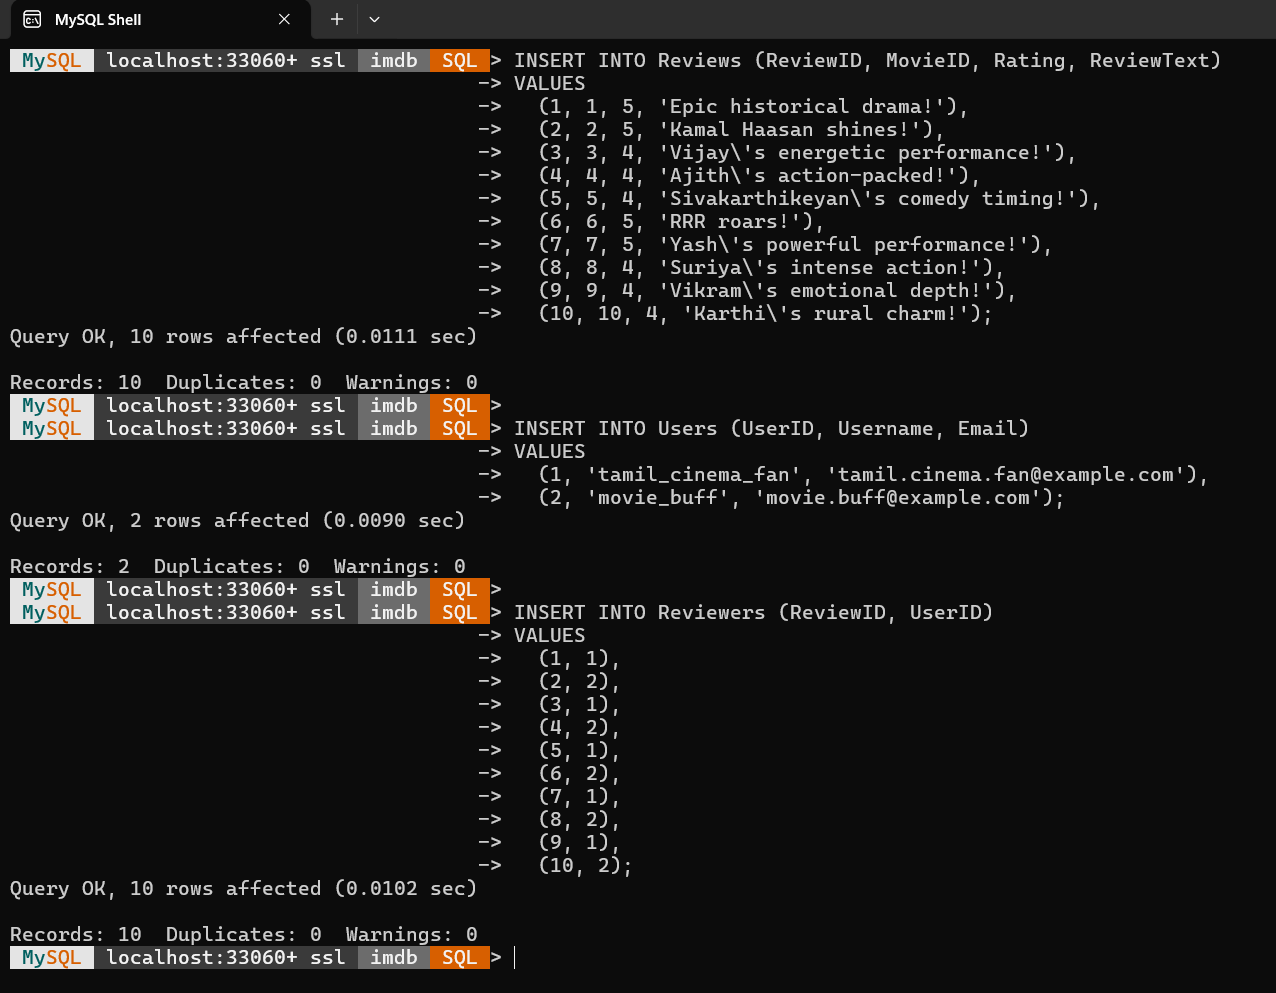 MySQL Shell
MySQL localhost:33060+ ssl imdb SQL > INSERT INTO Reviews (ReviewID, MovieID, Rating, ReviewText)
-> VALUES
-> (1, 1, 5, 'Epic historical drama!'),
-> (2, 2, 5, 'Kamal Haasan shines!'),
-> (3, 3, 4, 'Vijay\'s energetic performance!'),
-> (4, 4, 4, 'Ajith\'s action-packed!'),
-> (5, 5, 4, 'Sivakarthikeyan\'s comedy timing!'),
-> (6, 6, 5, 'RRR roars!'),
-> (7, 7, 5, 'Yash\'s powerful performance!'),
-> (8, 8, 4, 'Suriya\'s intense action!'),
-> (9, 9, 4, 'Vikram\'s emotional depth!'),
-> (10, 10, 4, 'Karthi\'s rural charm!');
Query OK, 10 rows affected (0.0111 sec)
Records: 10  Duplicates: 0  Warnings: 0
MySQL localhost:33060+ ssl imdb SQL >
MySQL localhost:33060+ ssl imdb SQL > INSERT INTO Users (UserID, Username, Email)
-> VALUES
-> (1, 'tamil_cinema_fan', 'tamil.cinema.fan@example.com'),
-> (2, 'movie_buff', 'movie.buff@example.com');
Query OK, 2 rows affected (0.0090 sec)
Records: 2  Duplicates: 0  Warnings: 0
MySQL localhost:33060+ ssl imdb SQL >
MySQL localhost:33060+ ssl imdb SQL > INSERT INTO Reviewers (ReviewID, UserID)
-> VALUES
-> (1, 1),
-> (2, 2),
-> (3, 1),
-> (4, 2),
-> (5, 1),
-> (6, 2),
-> (7, 1),
-> (8, 2),
-> (9, 1),
-> (10, 2);
Query OK, 10 rows affected (0.0102 sec)
Records: 10  Duplicates: 0  Warnings: 0
MySQL localhost:33060+ ssl imdb SQL >